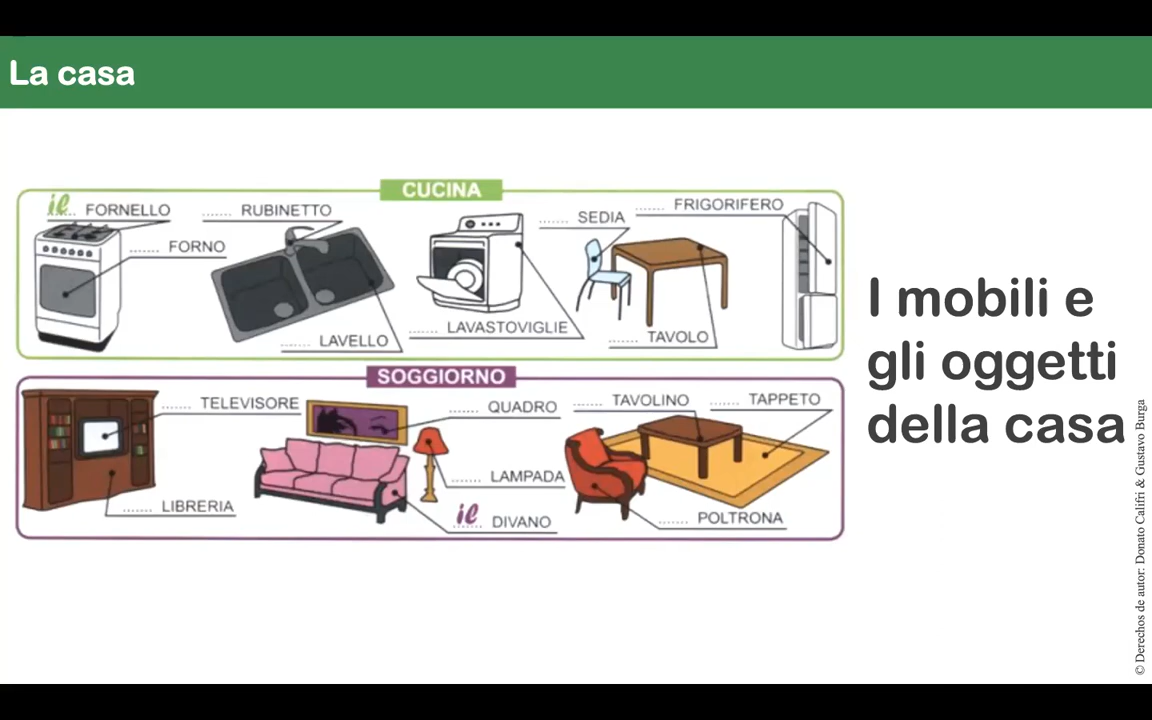 La casa
CUCINA
il FORNELLO
...... RUBINETTO
...... SEDIA
...... FRIGORIFERO
...... FORNO
...... LAVELLO
...... LAVASTOVIGLIE
...... TAVOLO
SOGGIORNO
...... TELEVISORE
...... QUADRO
...... TAVOLINO
...... TAPPETO
...... LAMPADA
...... LIBRERIA
il DIVANO
...... POLTRONA
I mobili e
gli oggetti
della casa
© Derechos de autor: Donato Califri & Gustavo Burga